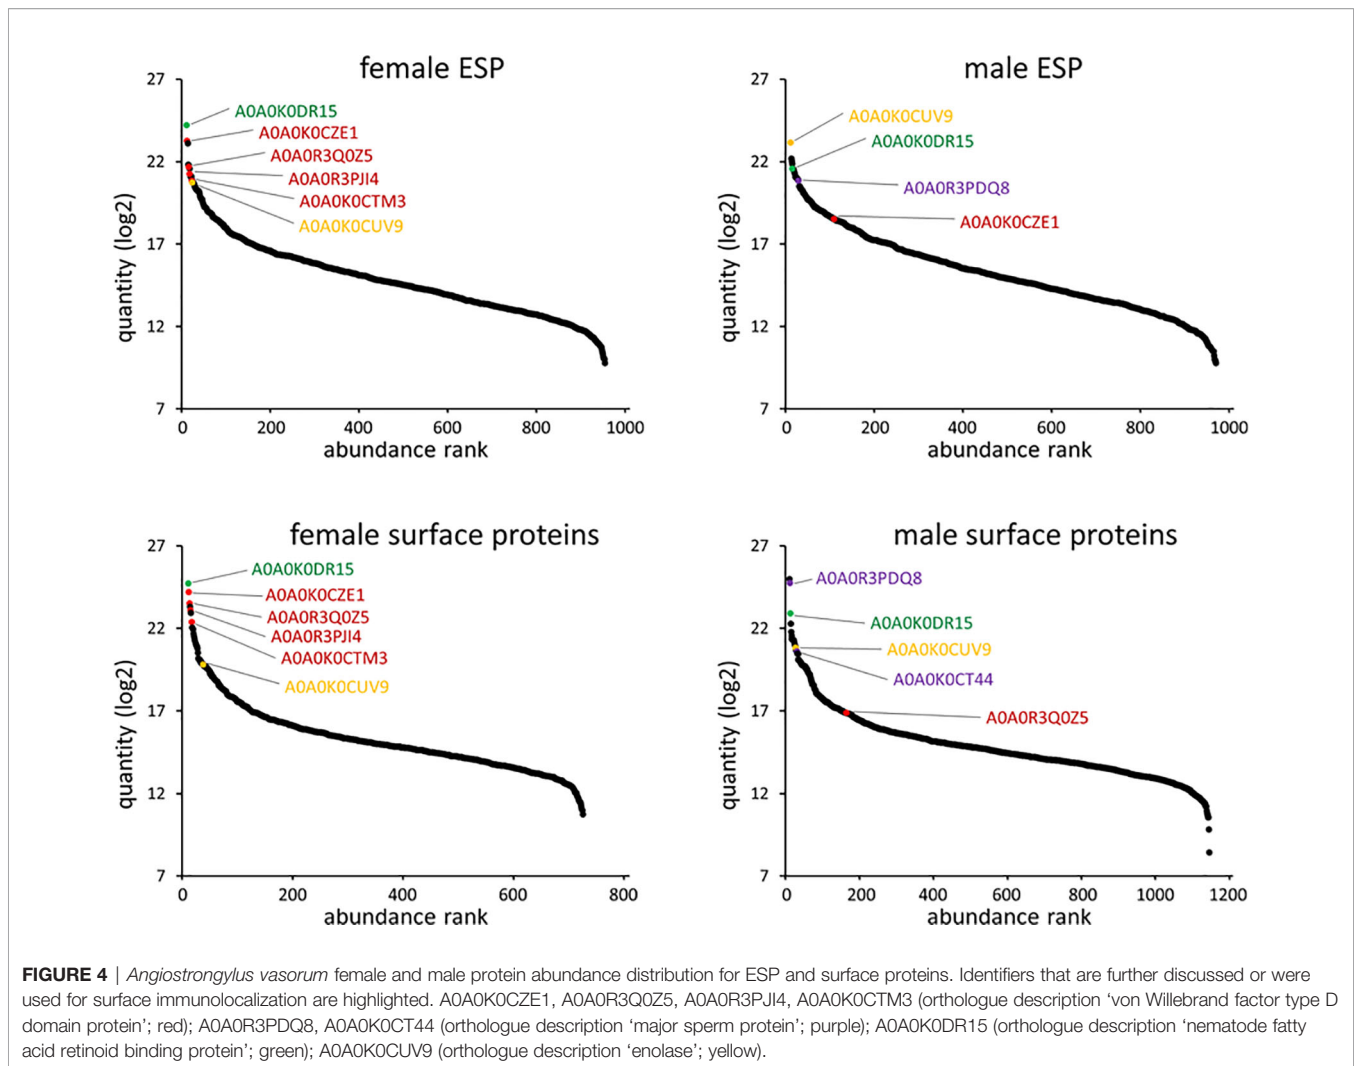 female ESP
27
22
17
12
7
quantity (log2)
A0A0K0DR15
A0A0K0CZE1
A0A0R3Q0Z5
A0A0R3PJI4
A0A0K0CTM3
A0A0K0CUV9
0 200 400 600 800 1000
abundance rank
male ESP
27
22
17
12
7
quantity (log2)
A0A0K0CUV9
A0A0K0DR15
A0A0R3PDQ8
A0A0K0CZE1
0 200 400 600 800 1000
abundance rank
female surface proteins
27
22
17
12
7
quantity (log2)
A0A0K0DR15
A0A0K0CZE1
A0A0R3Q0Z5
A0A0R3PJI4
A0A0K0CTM3
A0A0K0CUV9
0 200 400 600 800
abundance rank
male surface proteins
27
22
17
12
7
quantity (log2)
A0A0R3PDQ8
A0A0K0DR15
A0A0K0CUV9
A0A0K0CT44
A0A0R3Q0Z5
0 200 400 600 800 1000 1200
abundance rank
FIGURE 4 | Angiostrongylus vasorum female and male protein abundance distribution for ESP and surface proteins. Identifiers that are further discussed or were
used for surface immunolocalization are highlighted. A0A0K0CZE1, A0A0R3Q0Z5, A0A0R3PJI4, A0A0K0CTM3 (orthologue description ‘von Willebrand factor type D
domain protein’; red); A0A0R3PDQ8, A0A0K0CT44 (orthologue description ‘major sperm protein’; purple); A0A0K0DR15 (orthologue description ‘nematode fatty
acid retinoid binding protein’; green); A0A0K0CUV9 (orthologue description ‘enolase’; yellow).